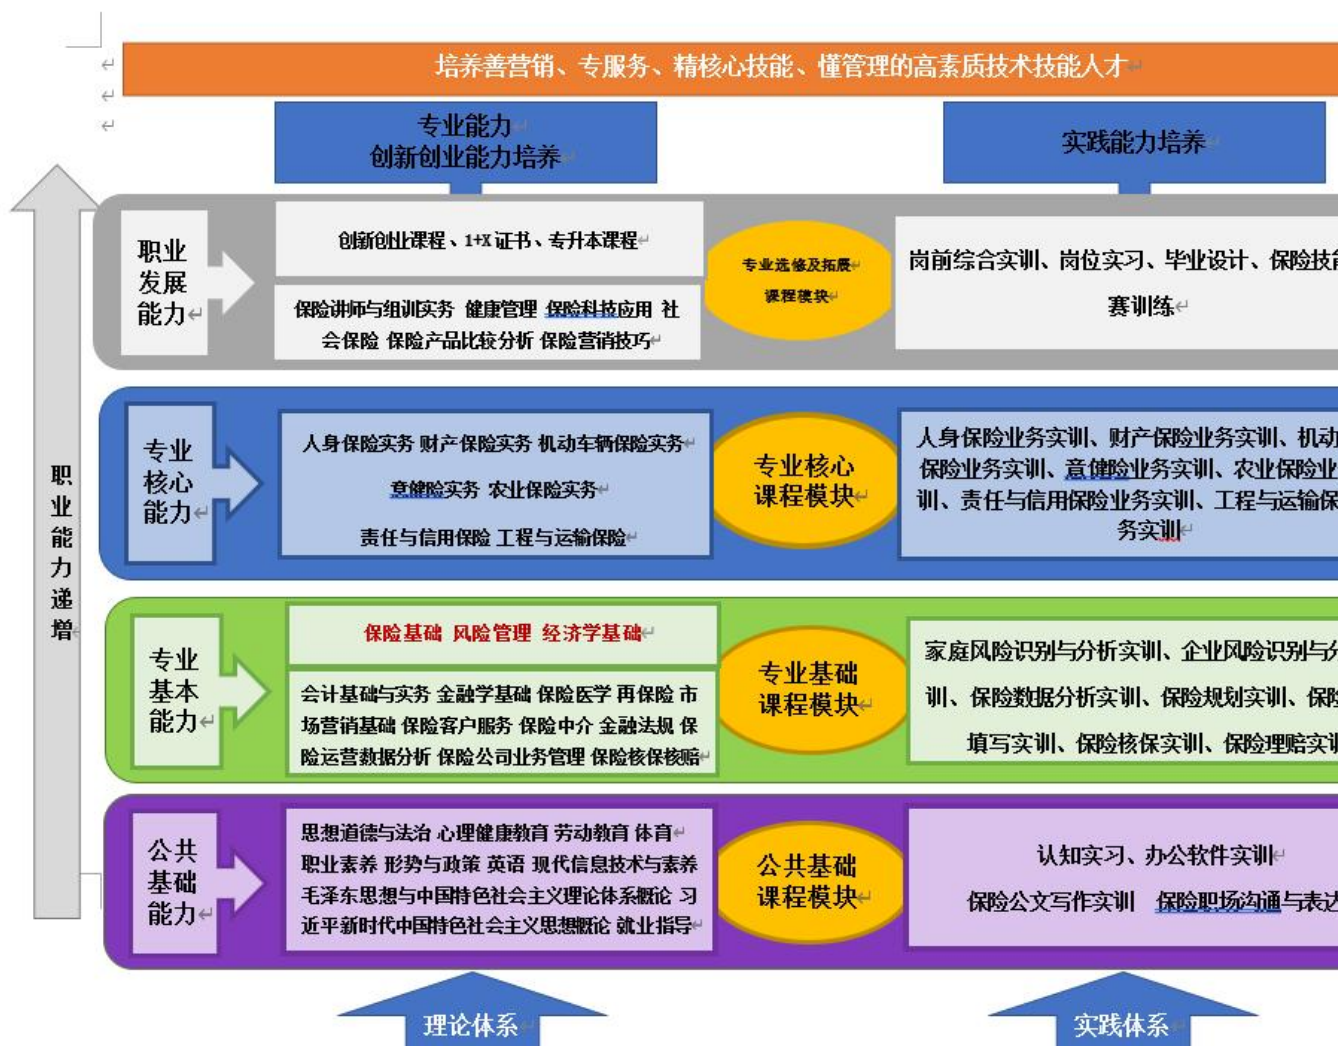 培养善营销、专服务、精核心技能、懂管理的高素质技术技能人才
专业能力
创新创业能力培养
实践能力培养
职业能力递增
职业
发展
能力
创新创业课程、1+X 证书、专升本课程
保险讲师与组训实务 健康管理 保险科技应用 社
会保险 保险产品比较分析 保险营销技巧
专业选修及拓展
课程模块
岗前综合实训、岗位实习、毕业设计、保险技能
赛训练
专业
核心
能力
人身保险实务 财产保险实务 机动车辆保险实务
意健险实务 农业保险实务
责任与信用保险 工程与运输保险
专业核心
课程模块
人身保险业务实训、财产保险业务实训、机动
保险业务实训、意健险业务实训、农业保险业
训、责任与信用保险业务实训、工程与运输保
务实训
专业
基本
能力
保险基础 风险管理 经济学基础
会计基础与实务 金融学基础 保险医学 再保险 市
场营销基础 保险客户服务 保险中介 金融法规 保
险运营数据分析 保险公司业务管理 保险核保核赔
专业基础
课程模块
家庭风险识别与分析实训、企业风险识别与分
训、保险数据分析实训、保险规划实训、保险
填写实训、保险核保实训、保险理赔实训
公共
基础
能力
思想道德与法治 心理健康教育 劳动教育 体育
职业素养 形势与政策 英语 现代信息技术与素养
毛泽东思想与中国特色社会主义理论体系概论 习
近平新时代中国特色社会主义思想概论 就业指导
公共基础
课程模块
认知实习、办公软件实训
保险公文写作实训 保险职场沟通与表达
理论体系
实践体系